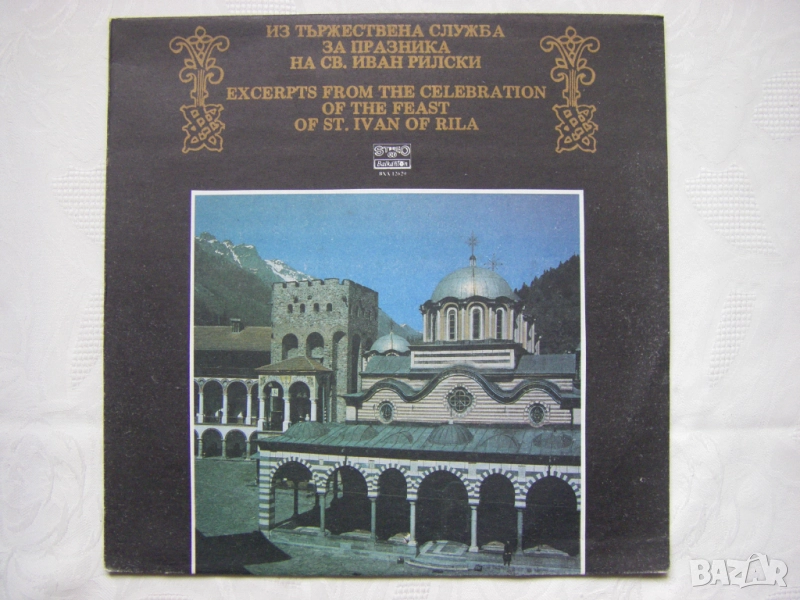 ИЗ ТЪРЖЕСТВЕНА СЛУЖБА
ЗА ПРАЗНИКА
НА СВ. ИВАН РИЛСКИ
EXCERPTS FROM THE CELEBRATION
OF THE FEAST
OF ST. IVAN OF RILA
Balkanton
BAZAR